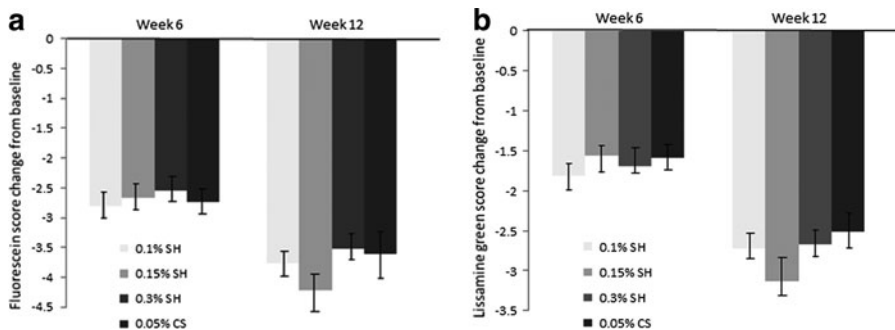 a
Week 6
Week 12
Fluorescein score change from baseline
0
-0.5
-1
-1.5
-2
-2.5
-3
-3.5
-4
-4.5
0.1% SH
0.15% SH
0.3% SH
0.05% CS
b
Week 6
Week 12
Lissamine green score change from baseline
0
-0.5
-1
-1.5
-2
-2.5
-3
-3.5
0.1% SH
0.15% SH
0.3% SH
0.05% CS